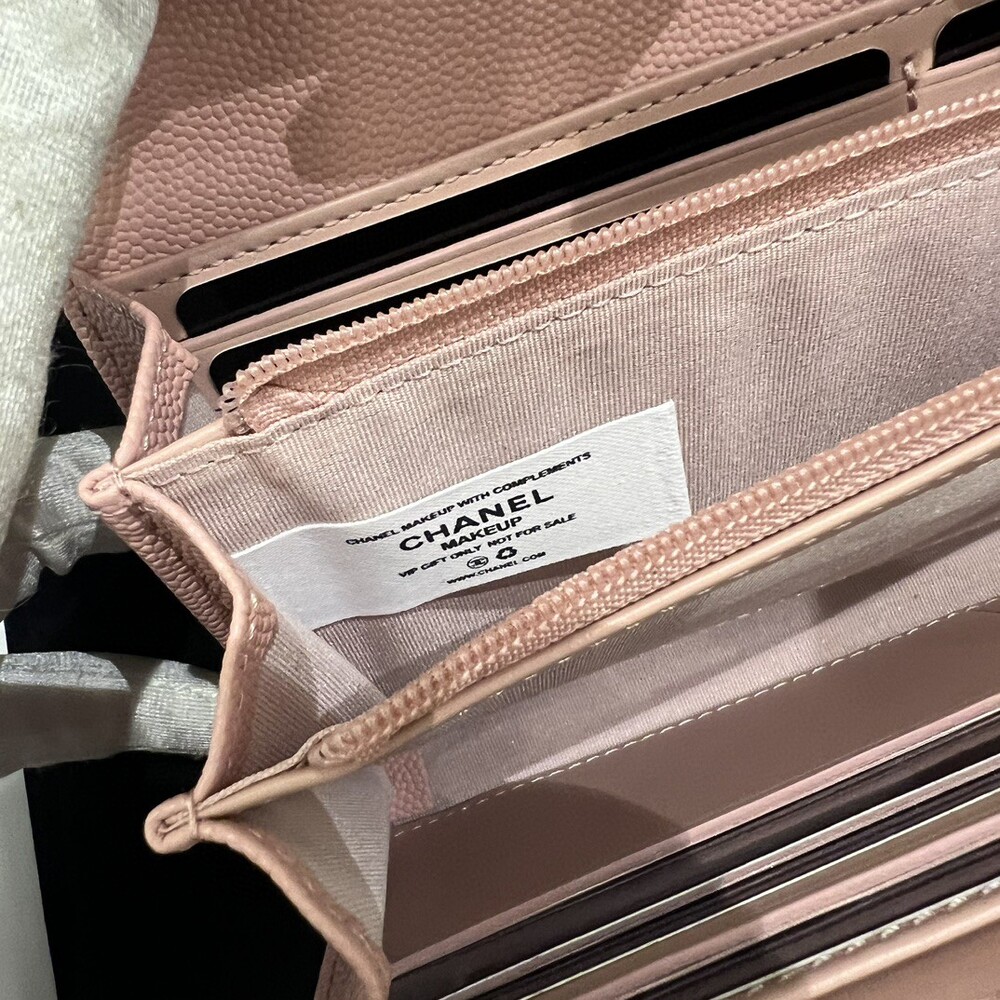 CHANEL MAKEUP WITH COMPLEMENTS
CHANEL
MAKEUP
VIP GIFT ONLY NOT FOR SALE
WWW.CHANEL.COM